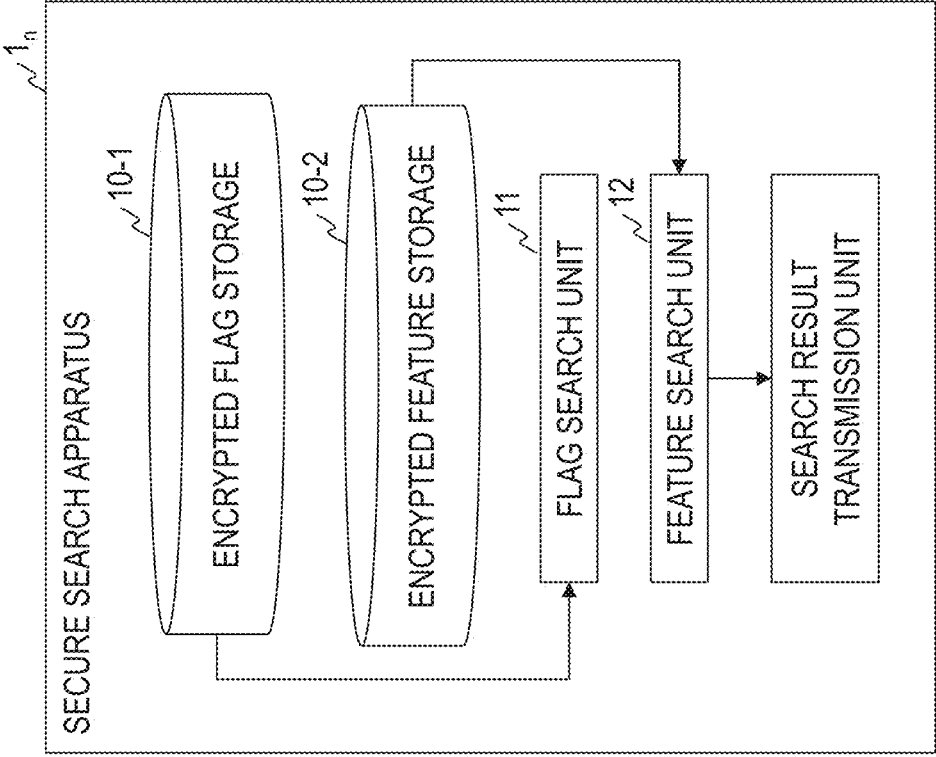 1n
SECURE SEARCH APPARATUS
10-1
ENCRYPTED FLAG STORAGE
10-2
ENCRYPTED FEATURE STORAGE
11
FLAG SEARCH UNIT
12
FEATURE SEARCH UNIT
SEARCH RESULT
TRANSMISSION UNIT